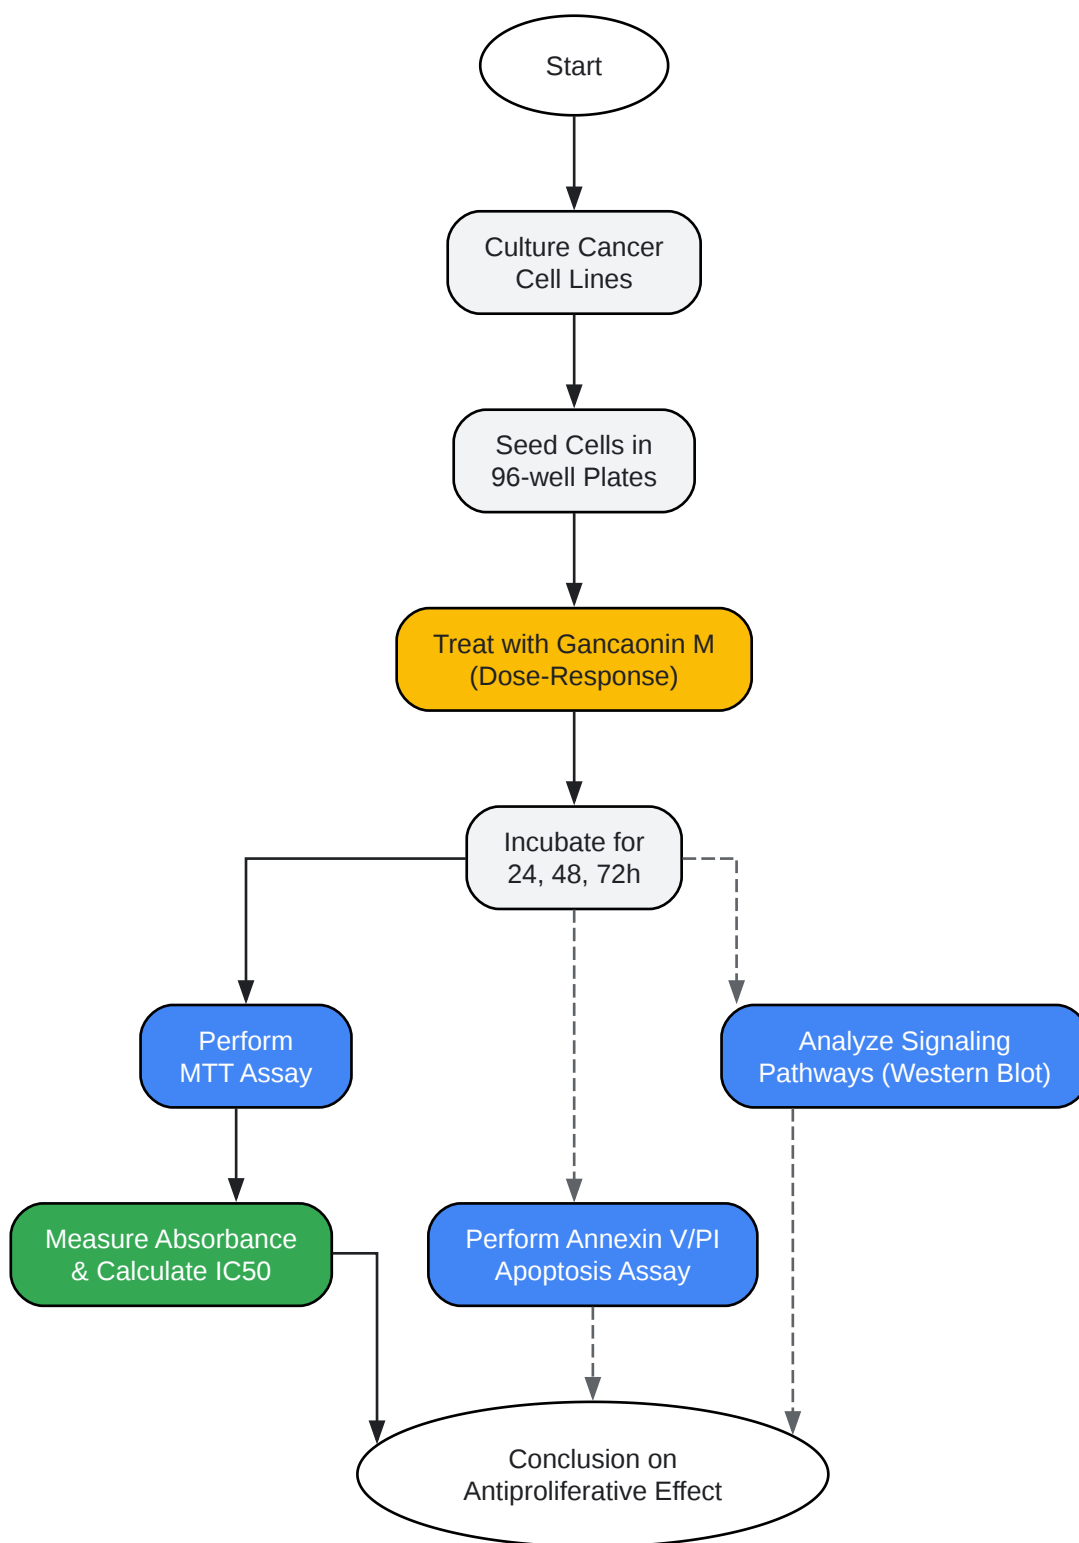 Start
Culture Cancer
Cell Lines
Seed Cells in
96-well Plates
Treat with Gancaonin M
(Dose-Response)
Incubate for
24, 48, 72h
Perform
MTT Assay
Analyze Signaling
Pathways (Western Blot)
Measure Absorbance
& Calculate IC50
Perform Annexin V/PI
Apoptosis Assay
Conclusion on
Antiproliferative Effect